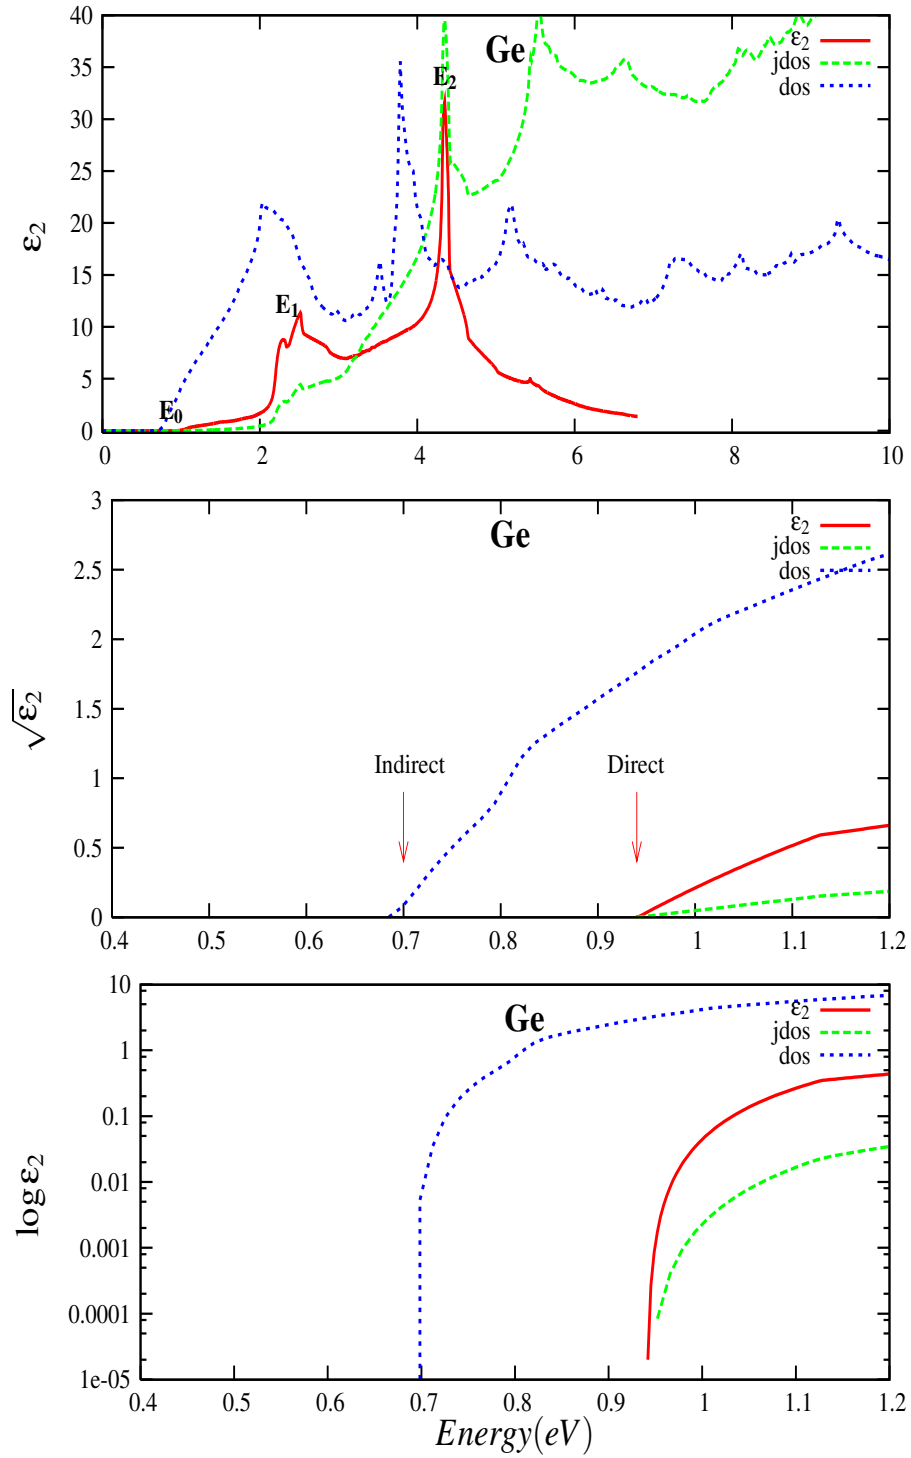 40
35
30
25
20
15
10
5
0
ε₂
Ge
E₂
E₁
E₀
ε₂
jdos
dos
0 2 4 6 8 10
3
2.5
2
1.5
1
0.5
0
√ε₂
Ge
ε₂
jdos
dos
Indirect Direct
0.4 0.5 0.6 0.7 0.8 0.9 1 1.1 1.2
10
1
0.1
0.01
0.001
0.0001
1e-05
log ε₂
Ge
ε₂
jdos
dos
0.4 0.5 0.6 0.7 0.8 0.9 1 1.1 1.2
Energy(eV)